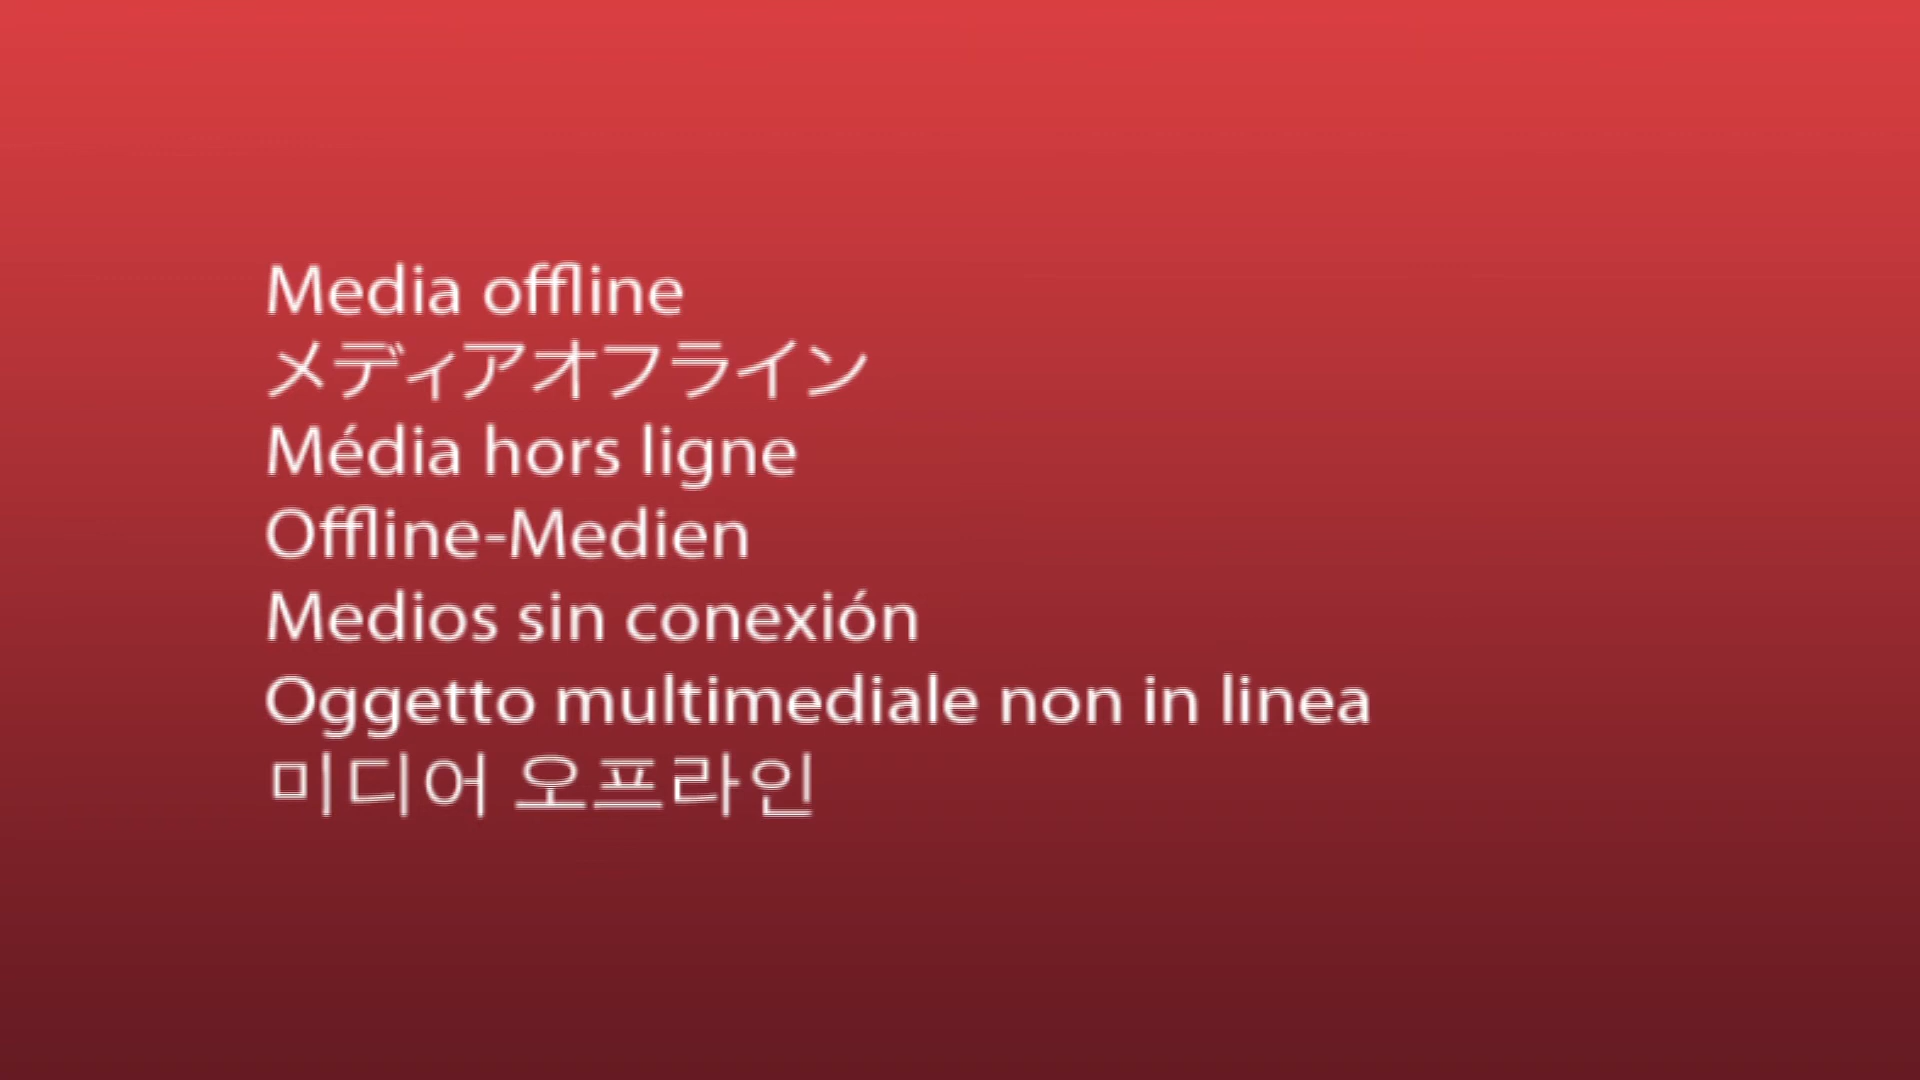 Media offline
メディアオフライン
Média hors ligne
Offline-Medien
Medios sin conexión
Oggetto multimediale non in linea
미디어 오프라인